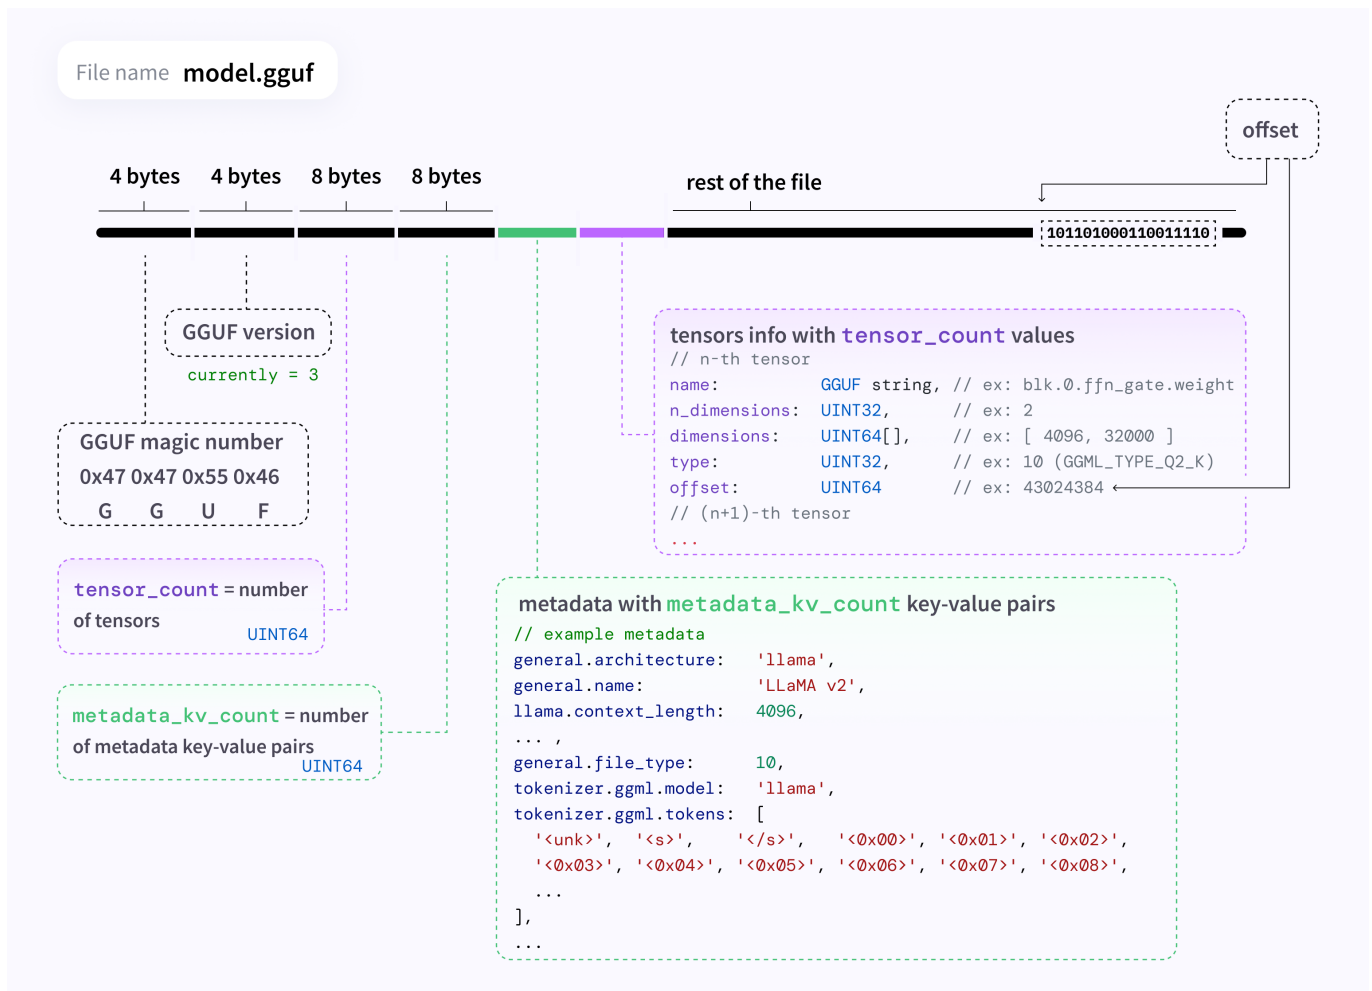 File name model.gguf
offset
4 bytes 4 bytes 8 bytes 8 bytes
rest of the file
101101000110011110
GGUF version
currently = 3
GGUF magic number
0x47 0x47 0x55 0x46
G G U F
tensor_count = number
of tensors
UINT64
metadata_kv_count = number
of metadata key-value pairs
UINT64
tensors info with tensor_count values
// n-th tensor
name: GGUF string, // ex: blk.0.ffn_gate.weight
n_dimensions: UINT32, // ex: 2
dimensions: UINT64[], // ex: [ 4096, 32000 ]
type: UINT32, // ex: 10 (GGML_TYPE_Q2_K)
offset: UINT64 // ex: 43024384
// (n+1)-th tensor
...
metadata with metadata_kv_count key-value pairs
// example metadata
general.architecture: 'llama',
general.name: 'LLaMA v2',
llama.context_length: 4096,
... ,
general.file_type: 10,
tokenizer.ggml.model: 'llama',
tokenizer.ggml.tokens: [
'<unk>', '<s>', '</s>', '<0x00>', '<0x01>', '<0x02>',
'<0x03>', '<0x04>', '<0x05>', '<0x06>', '<0x07>', '<0x08>',
...
],
...